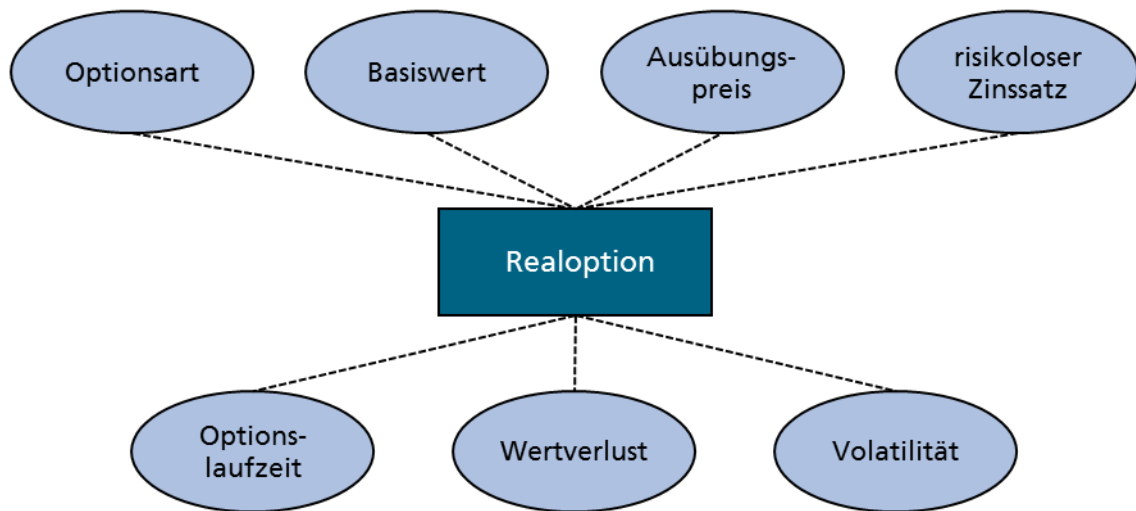 Optionsart
Basiswert
Ausübungs-
preis
risikoloser
Zinssatz
Realoption
Options-
laufzeit
Wertverlust
Volatilität